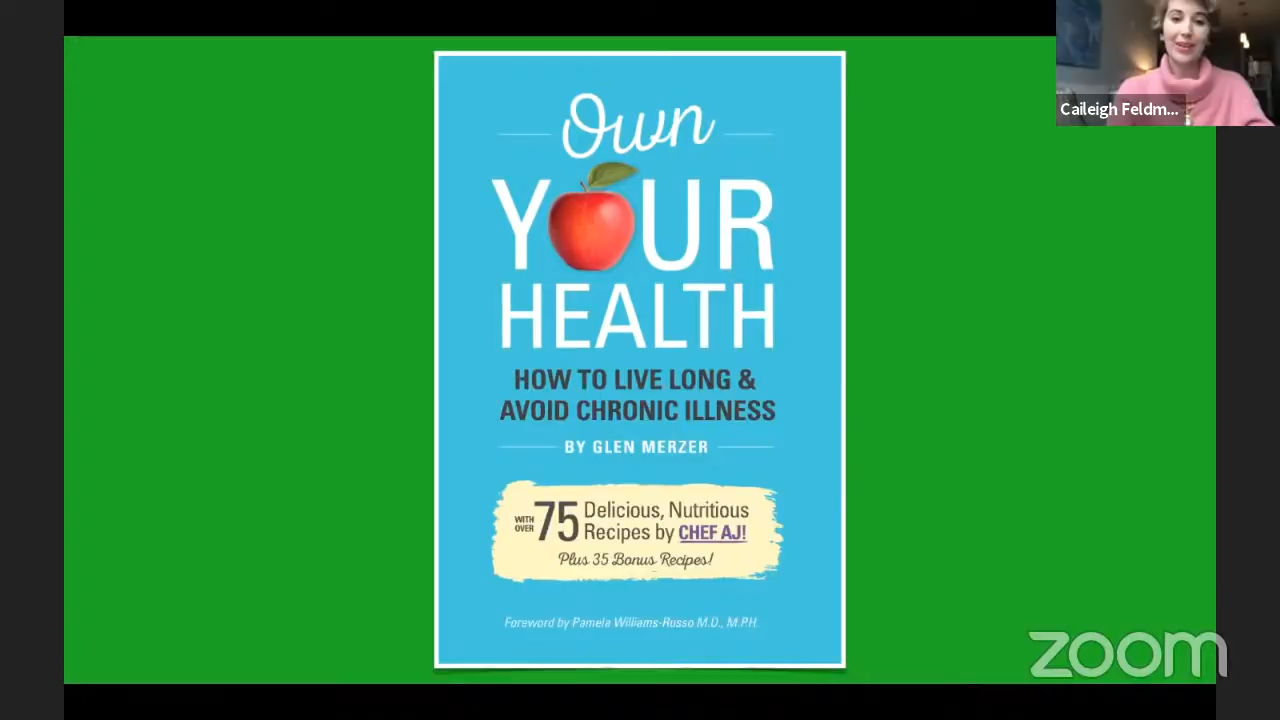 Own
YOUR
HEALTH
HOW TO LIVE LONG &
AVOID CHRONIC ILLNESS
BY GLEN MERZER
WITH OVER 75 Delicious, Nutritious
Recipes by CHEF AJ!
Plus 35 Bonus Recipes!
Foreword by Pamela Williams-Russo M.D., M.P.H.
Caileigh Feldm...
zoom